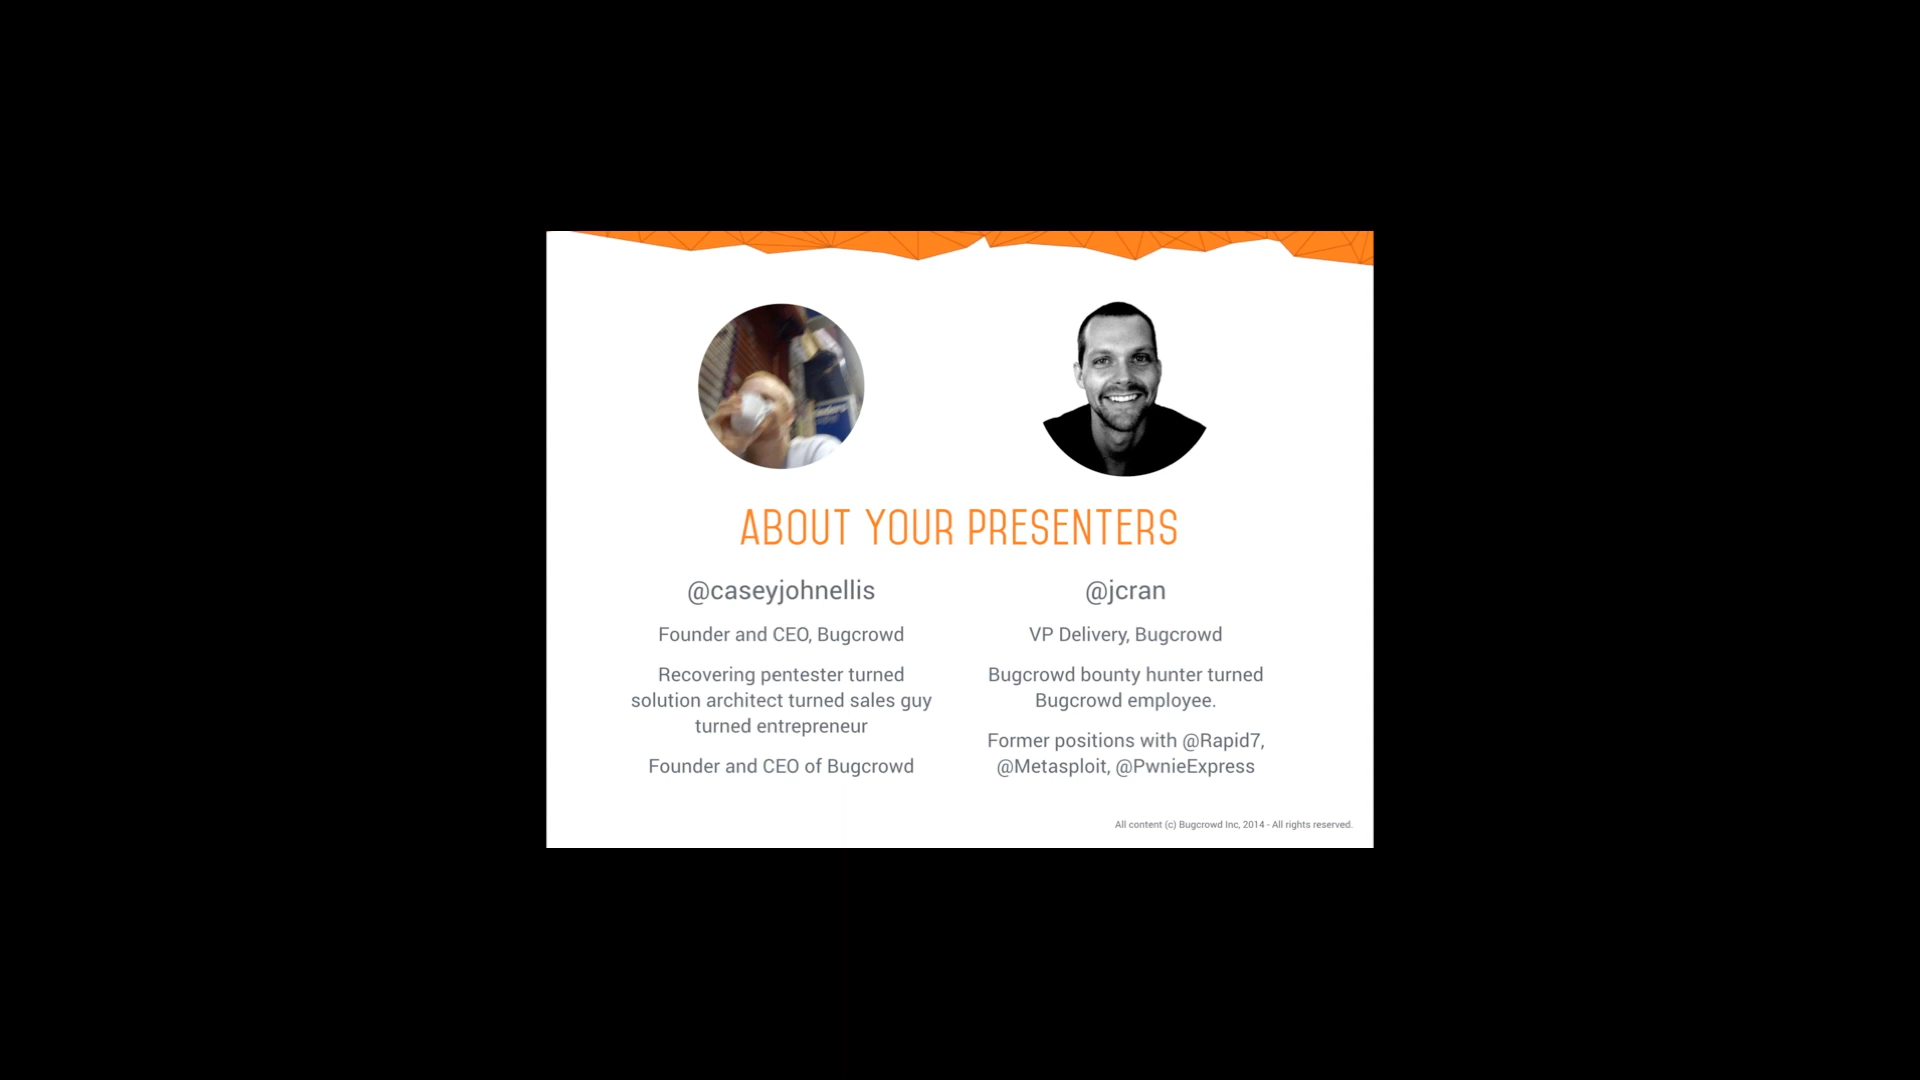 ABOUT YOUR PRESENTERS
@caseyjohnellis
Founder and CEO, Bugcrowd
Recovering pentester turned
solution architect turned sales guy
turned entrepreneur
Founder and CEO of Bugcrowd
@jcran
VP Delivery, Bugcrowd
Bugcrowd bounty hunter turned
Bugcrowd employee.
Former positions with @Rapid7,
@Metasploit, @PwnieExpress
All content (c) Bugcrowd Inc, 2014 - All rights reserved.